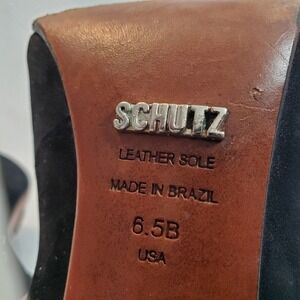 SCHUTZ
LEATHER SOLE
MADE IN BRAZIL
6.5B
USA